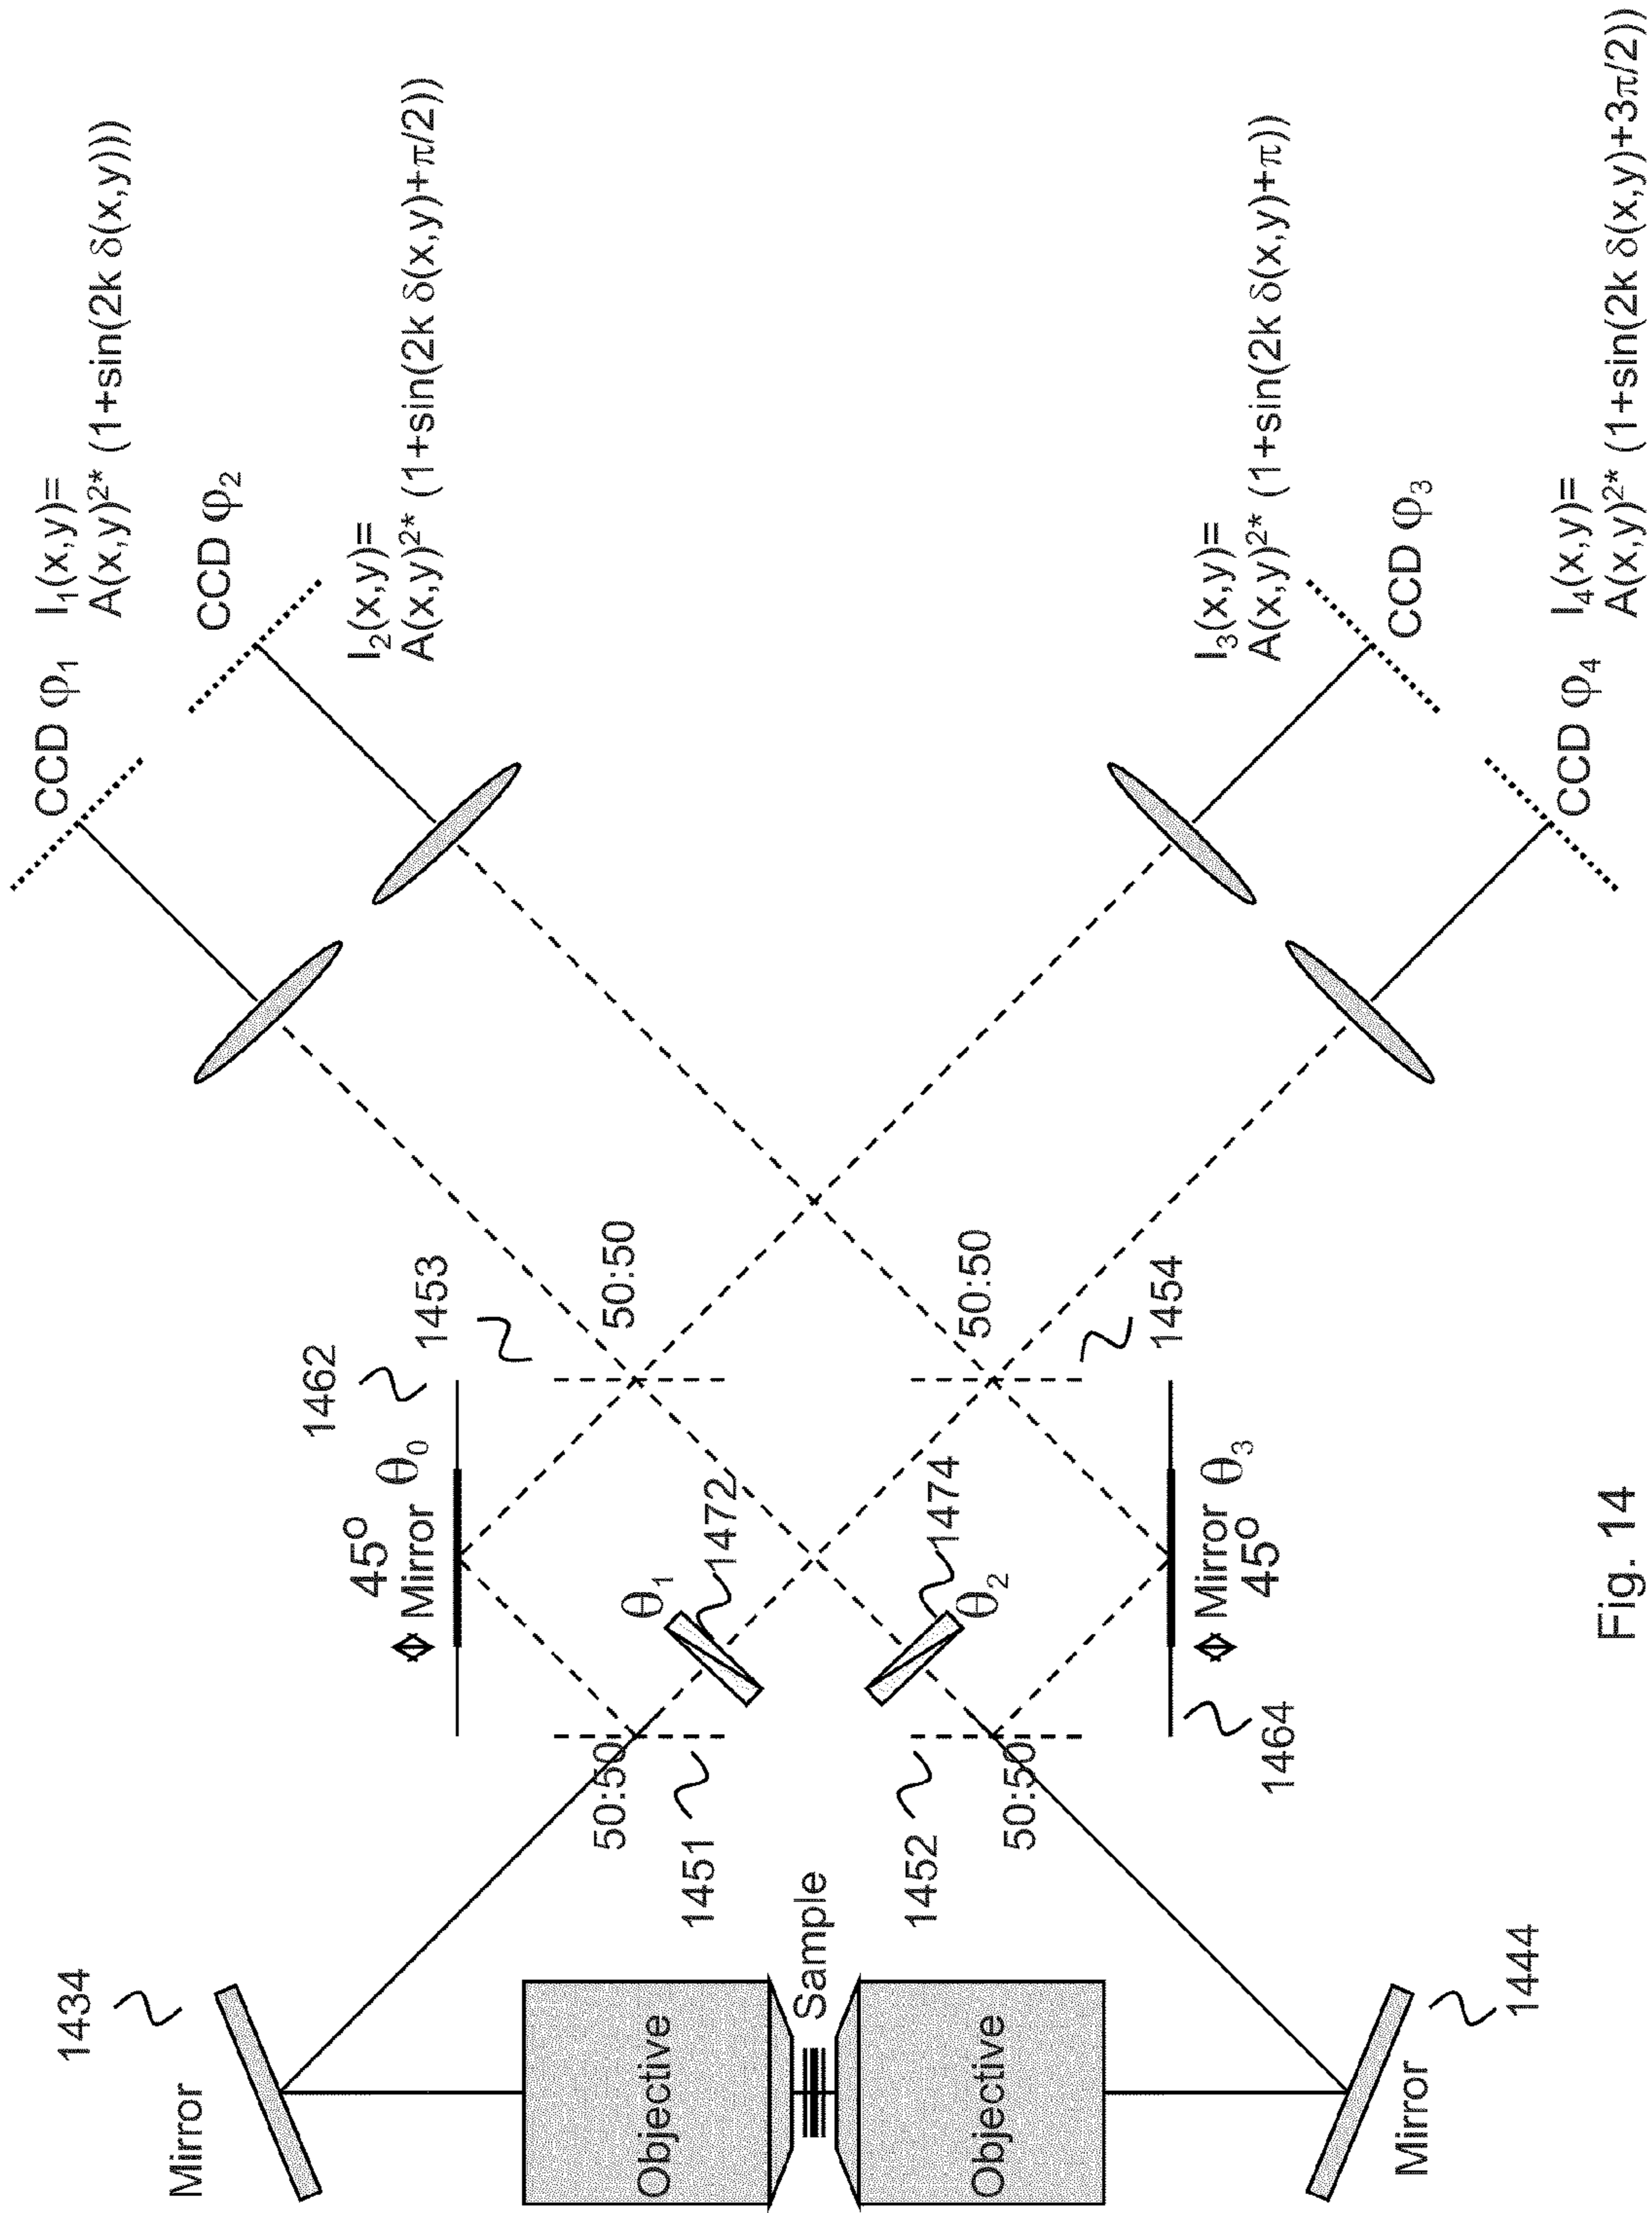 1434
CCD φ₁
I₁(x,y)=
A(x,y)²* (1+sin(2k δ(x,y)))
Mirror
CCD φ₂
1462
45°
I₂(x,y)=
A(x,y)²* (1+sin(2k δ(x,y)+π/2))
Mirror θ₀
1453
50:50
50:50
θ₁
Objective
1451
1472
Sample
1452
1474
θ₂
50:50
Objective
50:50
1454
Mirror θ₃
45°
I₃(x,y)=
A(x,y)²* (1+sin(2k δ(x,y)+π))
1464
Mirror
CCD φ₃
1444
CCD φ₄
I₄(x,y)=
A(x,y)²* (1+sin(2k δ(x,y)+3π/2))
Fig. 14